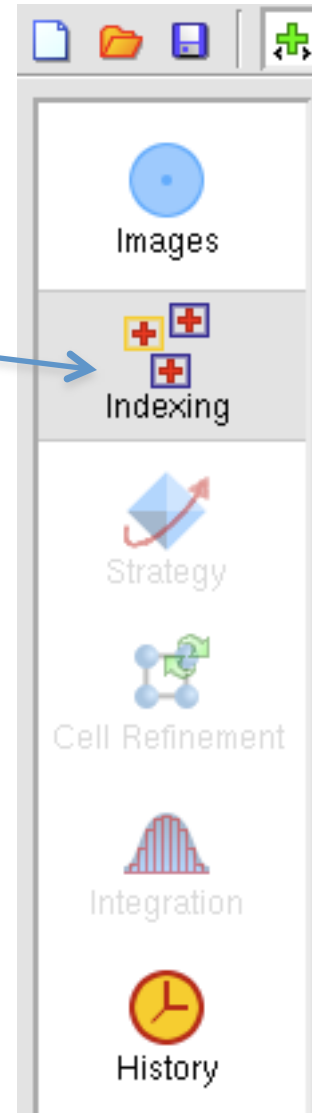 Images
Indexing
Strategy
Cell Refinement
Integration
History